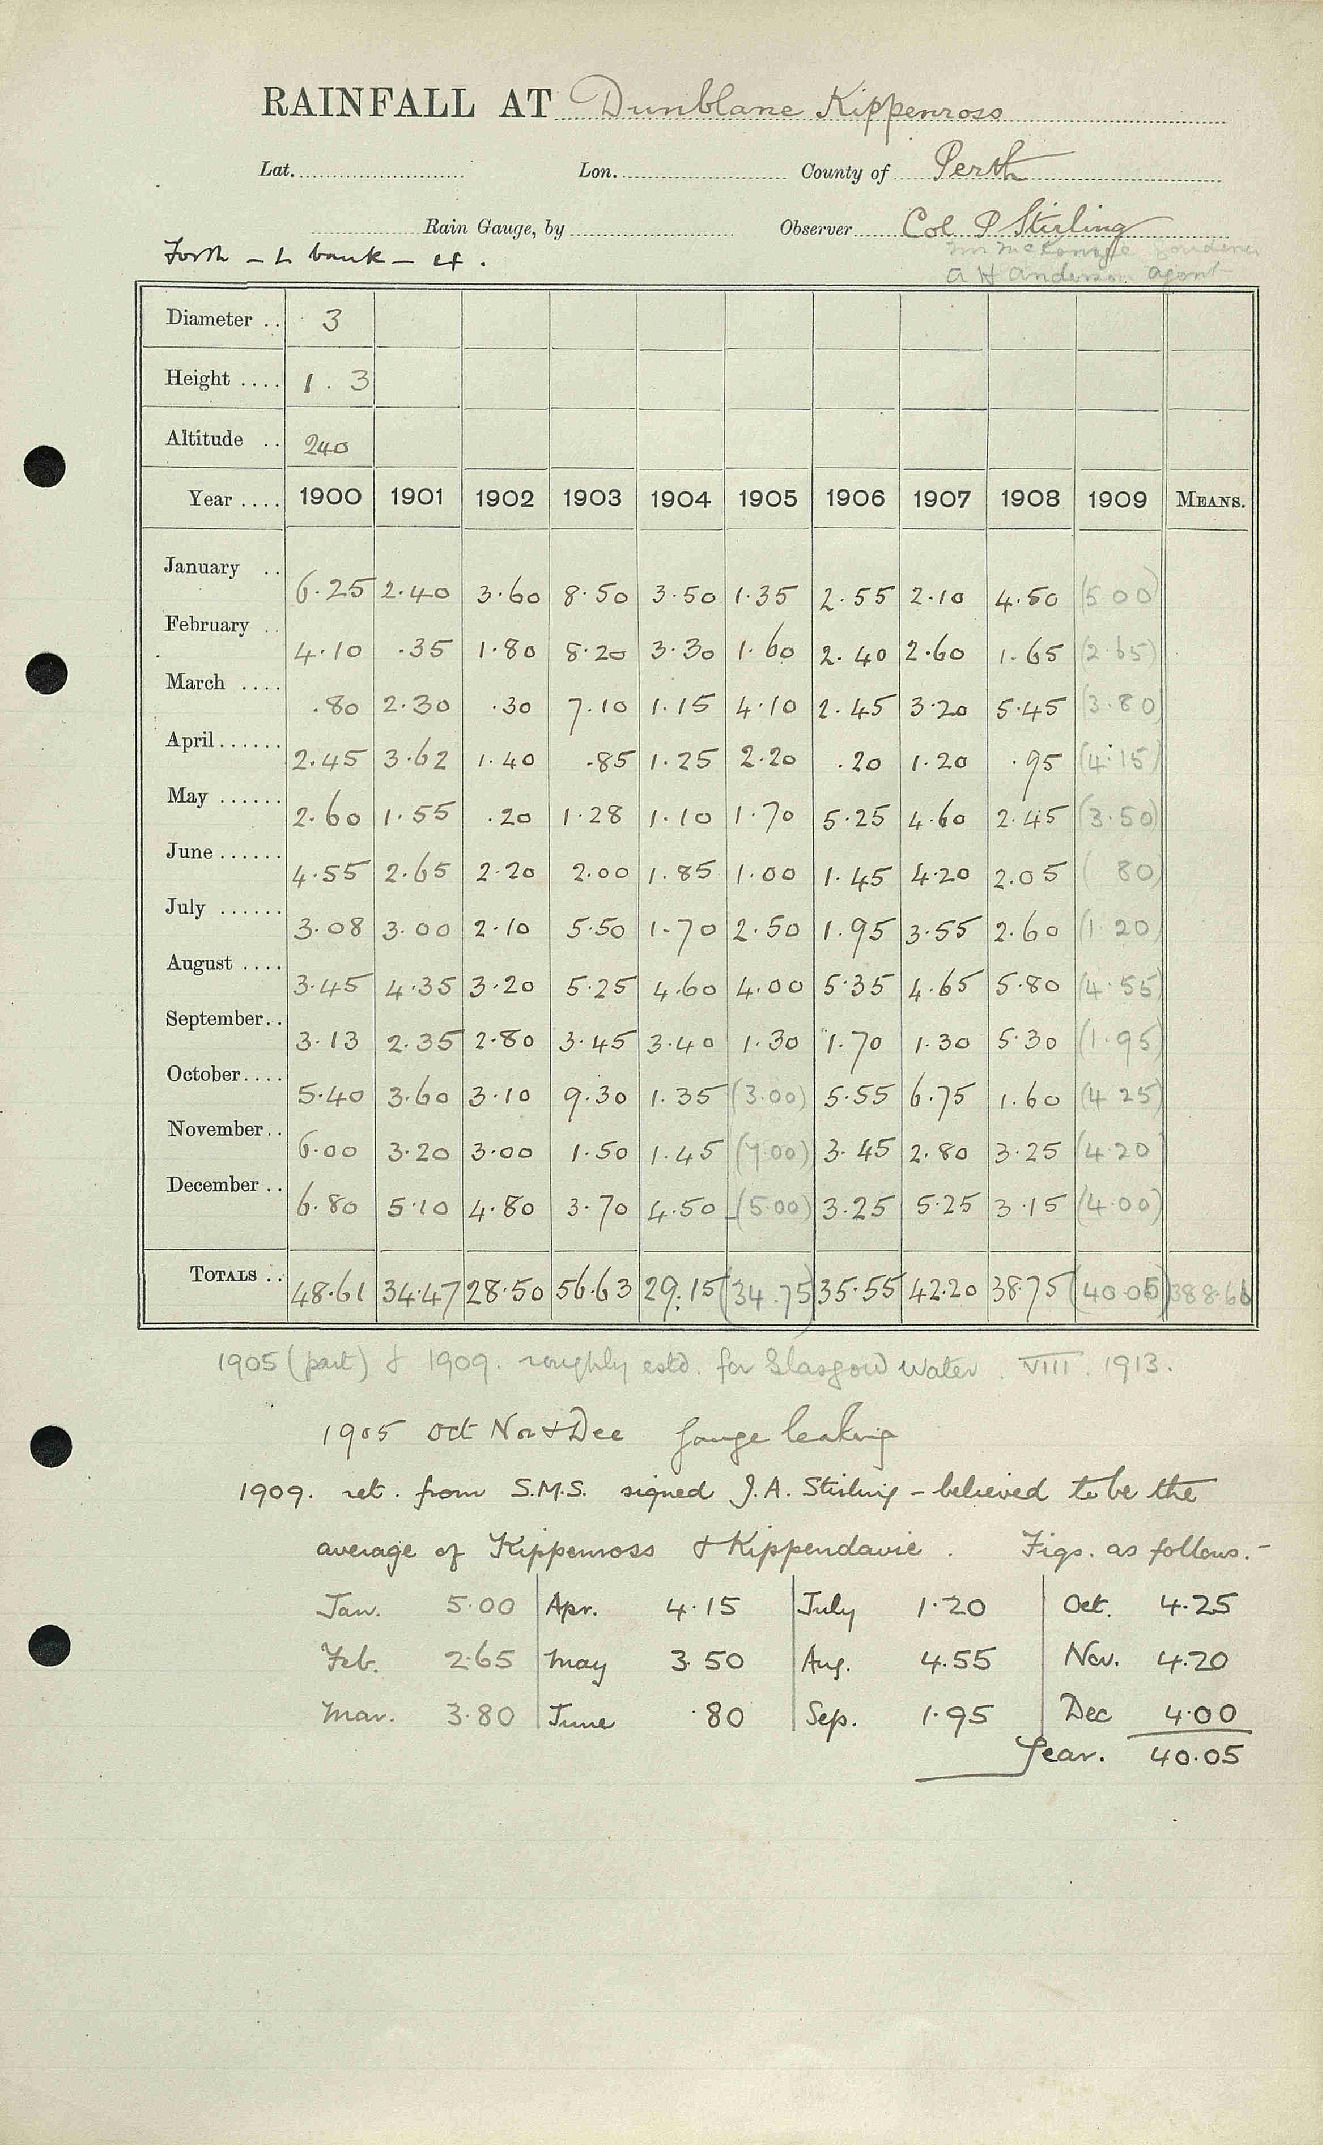 RAINFALL AT Dunblane Kippenross
Lat. Lon. County of Perth
Rain Gauge, by Observer Col P Stirling
Forth - L bank - ef.
A H Anderson agent
Diameter .. 3
Height .... 1.3
Altitude .. 240
Year .... 1900 1901 1902 1903 1904 1905 1906 1907 1908 1909 MEANS.
January .. 6.25 2.40 3.60 8.50 3.50 1.35 2.55 2.10 4.50 (5 00)
February .. 4.10 .35 1.80 8.20 3.30 1.60 2.40 2.60 1.65 (2.65)
March .... .80 2.30 .30 7.10 1.15 4.10 2.45 3.20 5.45 (3.80)
April...... 2.45 3.62 1.40 .85 1.25 2.20 .20 1.20 .95 (4.15)
May ...... 2.60 1.55 .20 1.28 1.10 1.70 5.25 4.60 2.45 (3.50)
June...... 4.55 2.65 2.20 2.00 1.85 1.00 1.45 4.20 2.05 ( 80)
July ...... 3.08 3.00 2.10 5.50 1.70 2.50 1.95 3.55 2.60 (1.20)
August .... 3.45 4.35 3.20 5.25 4.60 4.00 5.35 4.65 5.80 (4.55)
September.. 3.13 2.35 2.80 3.45 3.40 1.30 1.70 1.30 5.30 (1.95)
October.... 5.40 3.60 3.10 9.30 1.35 (3.00) 5.55 6.75 1.60 (4 25)
November.. 6.00 3.20 3.00 1.50 1.45 (7.00) 3.45 2.80 3.25 (4.20
December .. 6.80 5.10 4.80 3.70 4.50 (5.00) 3.25 5.25 3.15 (4.00)
TOTALS .. 48.61 34.47 28.50 56.63 29.15 (34.75) 35.55 42.20 38.75 (40.05) 388.66
1905 (part) & 1909. roughly estd. for Glasgow Water. VIII. 1913.
1905 Oct Nov & Dec Gauge leaking
1909. ret. from S.M.S. signed J.A. Stirling - believed to be the
average of Kippenross & Kippendavie. Figs. as follows.-
Jan. 5.00 Apr. 4.15 July 1.20 Oct. 4.25
Feb. 2.65 May 3.50 Aug. 4.55 Nov. 4.20
Mar. 3.80 June .80 Sep. 1.95 Dec 4.00
Year. 40.05